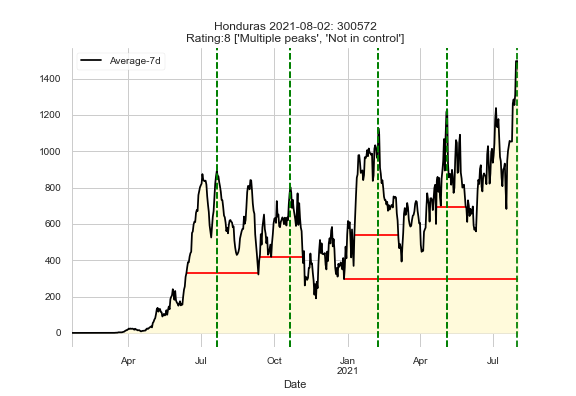 Honduras 2021-08-02: 300572
Rating:8 ['Multiple peaks', 'Not in control']
Average-7d
1400
1200
1000
800
600
400
200
0
Apr
Jul
Oct
Jan
2021
Apr
Jul
Date